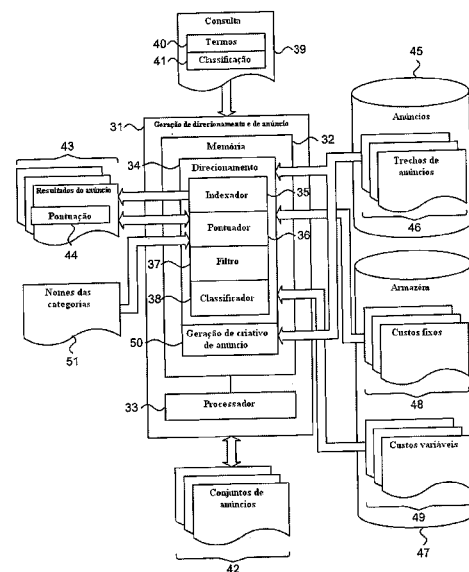 Consulta
40
Termos
41
Classificação
39
45
31
Geração de direcionamento e de anúncio
32
Memória
Anúncios
43
34
Direcionamento
35
Resultados do anúncio
Indexador
Trechos de anúncios
Pontuação
Pontuador
36
46
44
37
Filtro
Armazém
Nomes das categorias
38
Classificador
Custos fixos
51
50
Geração de criativo de anúncio
48
33
Processador
Custos variáveis
Conjuntos de anúncios
49
42
47